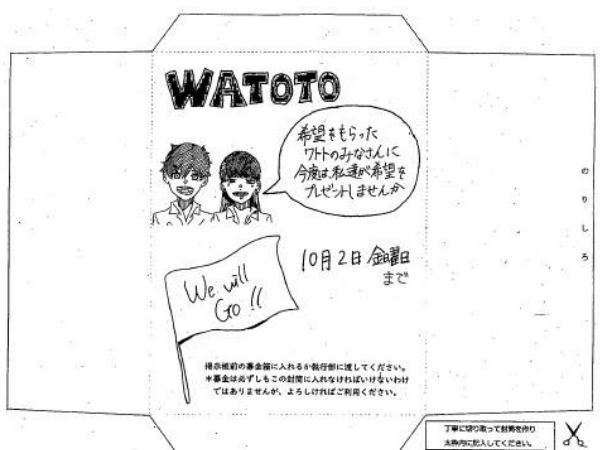 WATOTO
希望をもらった
ワトトのみなさんに
今度は、私達が希望を
プレゼントしませんか
10月2日 金曜日
まで
We will
Go !!
掲示板前の募金箱に入れるか執行部に渡してください。
＊募金は必ずしもこの封筒に入れなければいけないわけ
ではありませんが、よろしければご利用ください。
のりしろ
丁寧に切り取って封筒を作り
太枠内に記入してください。